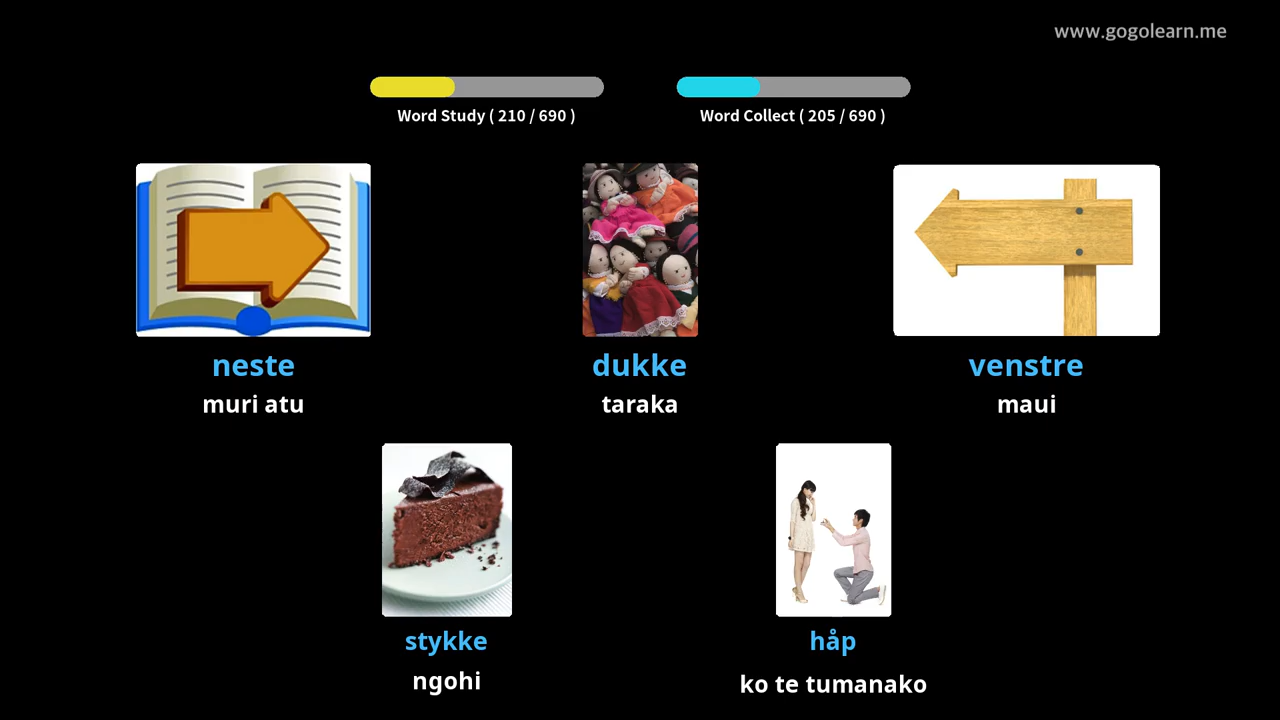 www.gogolearn.me
Word Study ( 210 / 690 )
Word Collect ( 205 / 690 )
neste
muri atu
dukke
taraka
venstre
maui
stykke
ngohi
håp
ko te tumanako